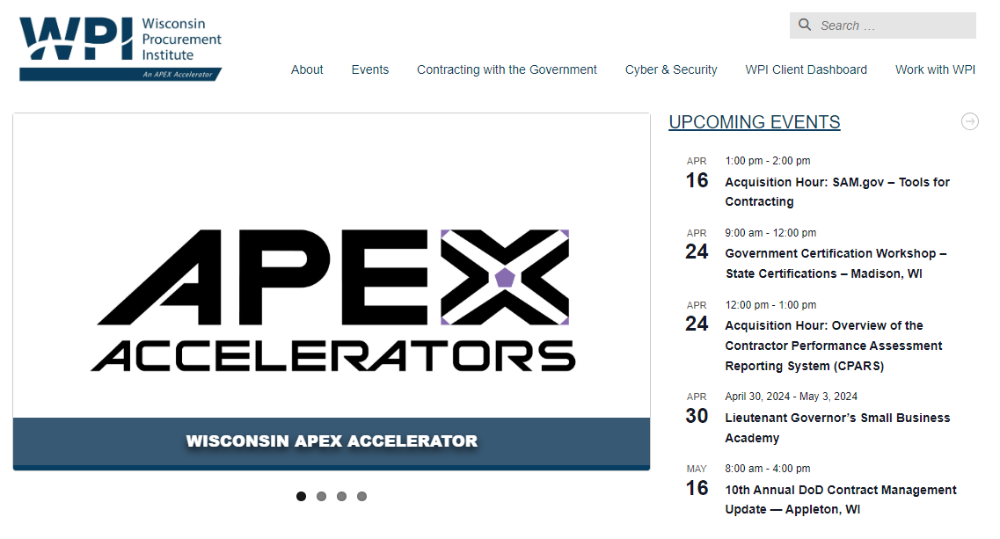 WPI
Wisconsin
Procurement
Institute
An APEX Accelerator
Search …
About Events Contracting with the Government Cyber & Security WPI Client Dashboard Work with WPI
APEX
ACCELERATORS
WISCONSIN APEX ACCELERATOR
UPCOMING EVENTS
APR
16
1:00 pm - 2:00 pm
Acquisition Hour: SAM.gov – Tools for
Contracting
APR
24
9:00 am - 12:00 pm
Government Certification Workshop –
State Certifications – Madison, WI
APR
24
12:00 pm - 1:00 pm
Acquisition Hour: Overview of the
Contractor Performance Assessment
Reporting System (CPARS)
APR
30
April 30, 2024 - May 3, 2024
Lieutenant Governor’s Small Business
Academy
MAY
16
8:00 am - 4:00 pm
10th Annual DoD Contract Management
Update — Appleton, WI